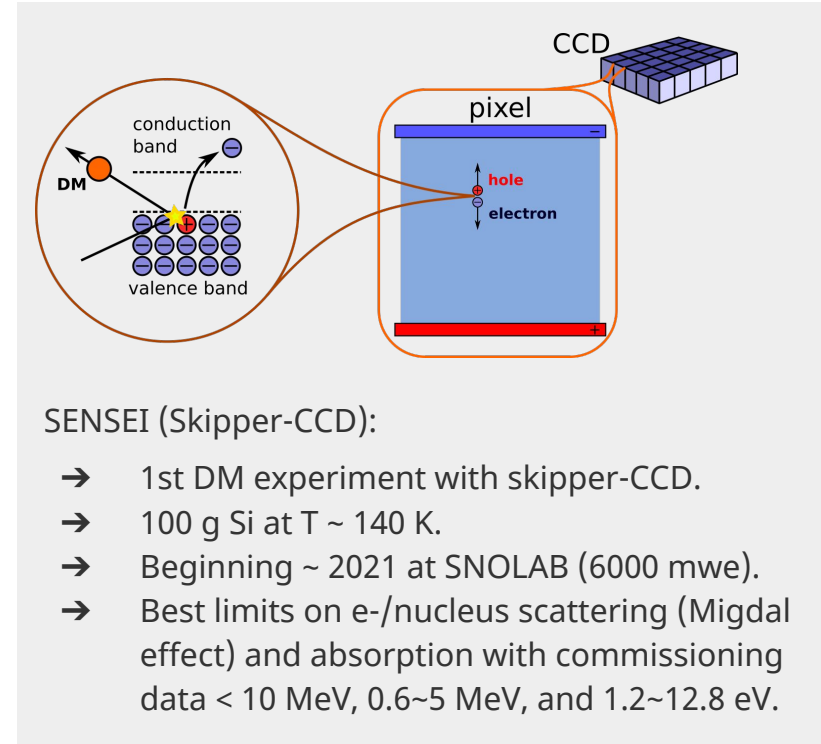 CCD
pixel
−
conduction
band
−
DM
hole
+
−
electron
− − + − −
− − − − −
− − − − −
valence band
+
SENSEI (Skipper-CCD):
➔ 1st DM experiment with skipper-CCD.
➔ 100 g Si at T ~ 140 K.
➔ Beginning ~ 2021 at SNOLAB (6000 mwe).
➔ Best limits on e-/nucleus scattering (Migdal
effect) and absorption with commissioning
data < 10 MeV, 0.6~5 MeV, and 1.2~12.8 eV.